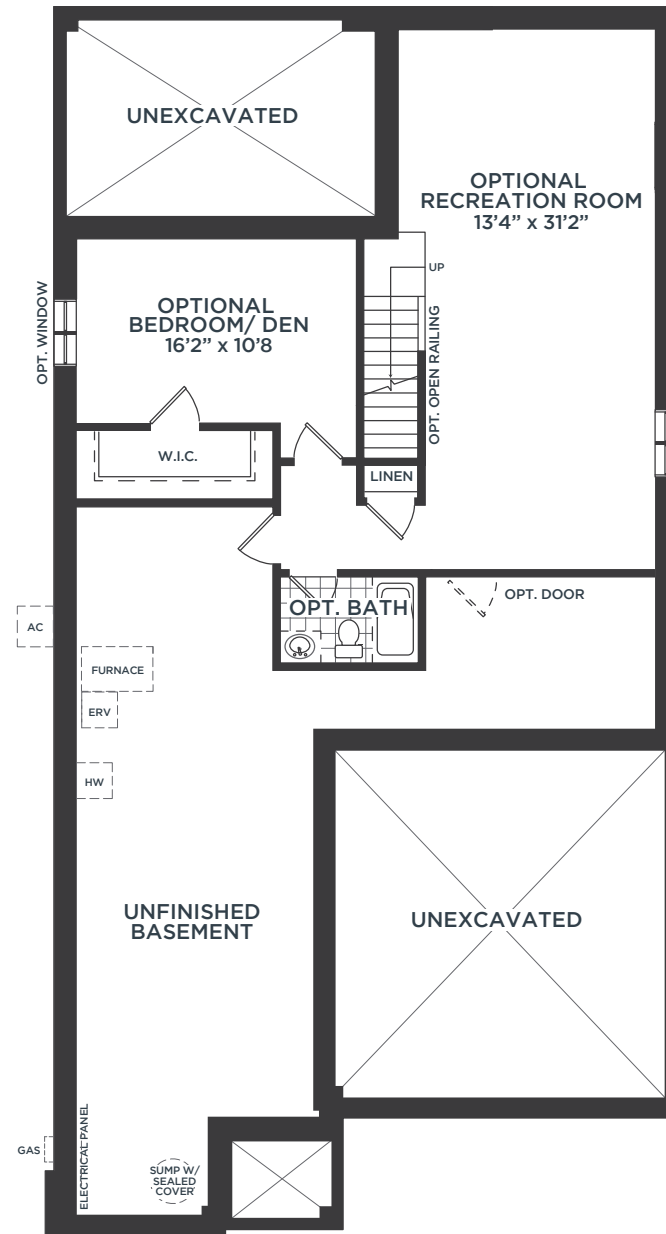 UNEXCAVATED
OPTIONAL
RECREATION ROOM
13'4" x 31'2"
UP
OPT. WINDOW
OPTIONAL
BEDROOM/ DEN
16'2" x 10'8
OPT. OPEN RAILING
W.I.C.
LINEN
OPT. BATH
OPT. DOOR
AC
FURNACE
ERV
HW
UNFINISHED
BASEMENT
UNEXCAVATED
ELECTRICAL PANEL
GAS
SUMP W/
SEALED
COVER